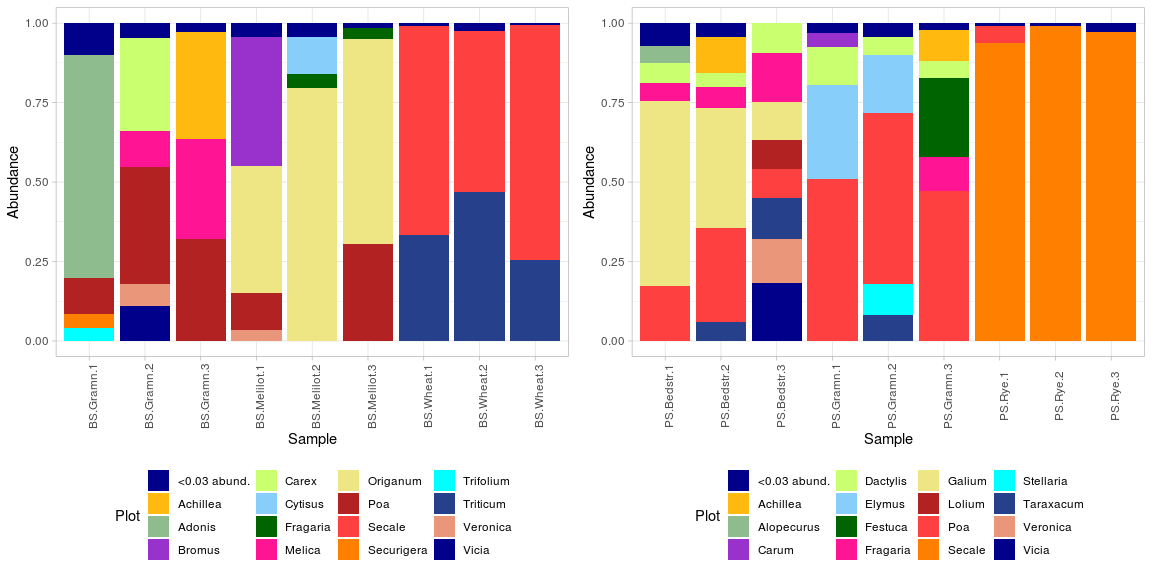 1.00
0.75
0.50
0.25
0.00
Abundance
BS.Gramn.1
BS.Gramn.2
BS.Gramn.3
BS.Melilot.1
BS.Melilot.2
BS.Melilot.3
BS.Wheat.1
BS.Wheat.2
BS.Wheat.3
Sample
Plot
<0.03 abund.
Achillea
Adonis
Bromus
Carex
Cytisus
Fragaria
Melica
Origanum
Poa
Secale
Securigera
Trifolium
Triticum
Veronica
Vicia
1.00
0.75
0.50
0.25
0.00
Abundance
PS.Bedstr.1
PS.Bedstr.2
PS.Bedstr.3
PS.Gramn.1
PS.Gramn.2
PS.Gramn.3
PS.Rye.1
PS.Rye.2
PS.Rye.3
Sample
Plot
<0.03 abund.
Achillea
Alopecurus
Carum
Dactylis
Elymus
Festuca
Fragaria
Galium
Lolium
Poa
Secale
Stellaria
Taraxacum
Veronica
Vicia